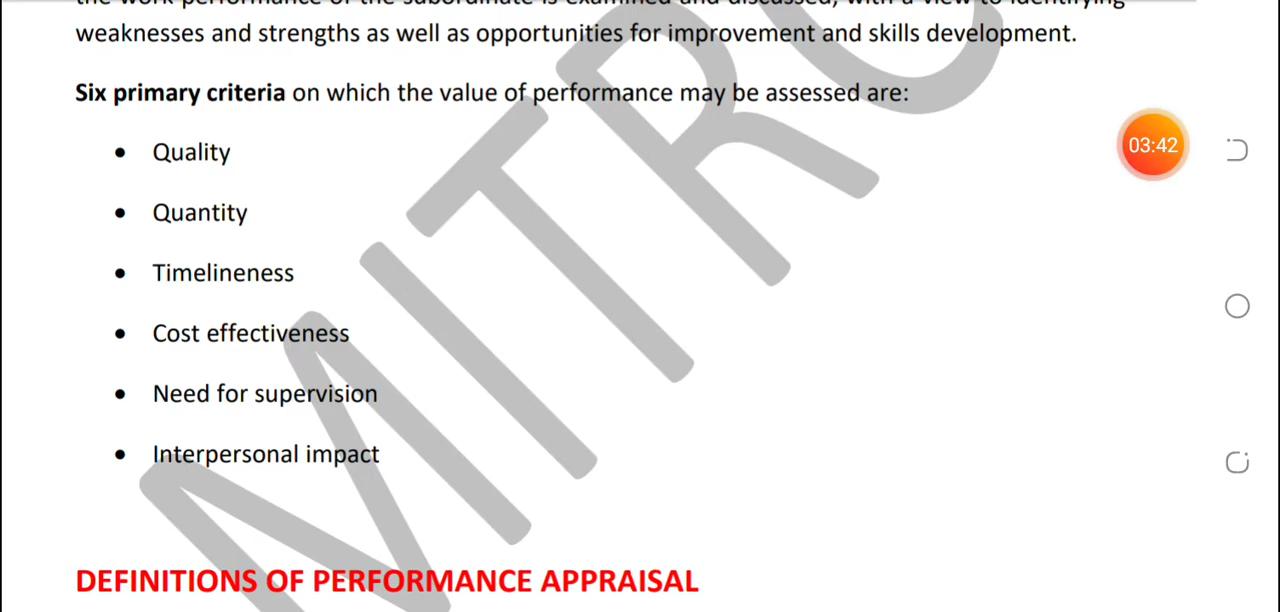 weaknesses and strengths as well as opportunities for improvement and skills development.
Six primary criteria on which the value of performance may be assessed are:
• Quality
• Quantity
• Timelineness
• Cost effectiveness
• Need for supervision
• Interpersonal impact
DEFINITIONS OF PERFORMANCE APPRAISAL
03:42